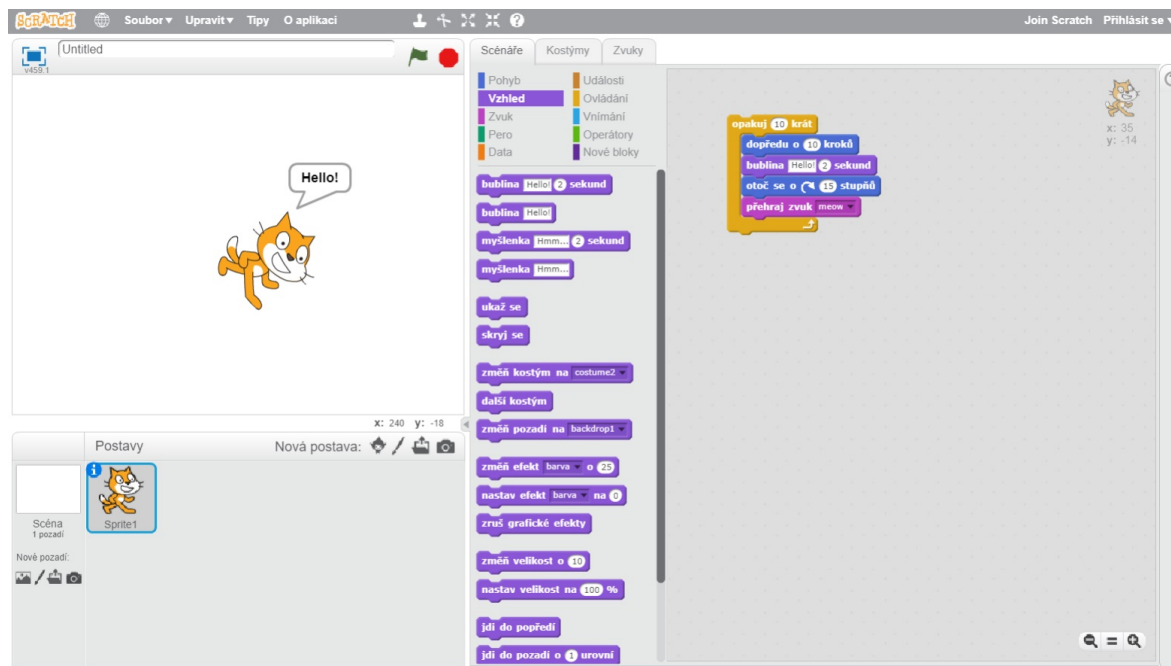 SCRATCH Soubor Upravit Tipy O aplikaci Join Scratch Přihlásit se
Untitled
v459.1
Hello!
x: 240 y: -18
Postavy Nová postava:
Scéna
1 pozadí
Sprite1
Nové pozadí:
Scénáře Kostýmy Zvuky
Pohyb Události
Vzhled Ovládání
Zvuk Vnímání
Pero Operátory
Data Nové bloky
bublina Hello! 2 sekund
bublina Hello!
myšlenka Hmm... 2 sekund
myšlenka Hmm...
ukaž se
skryj se
změň kostým na costume2
další kostým
změň pozadí na backdrop1
změň efekt barva o 25
nastav efekt barva na 0
zruš grafické efekty
změň velikost o 10
nastav velikost na 100 %
jdi do popředí
jdi do pozadí o 1 urovní
opakuj 10 krát
dopředu o 10 kroků
bublina Hello! 2 sekund
otoč se o 15 stupňů
přehraj zvuk meow
x: 35
y: -14